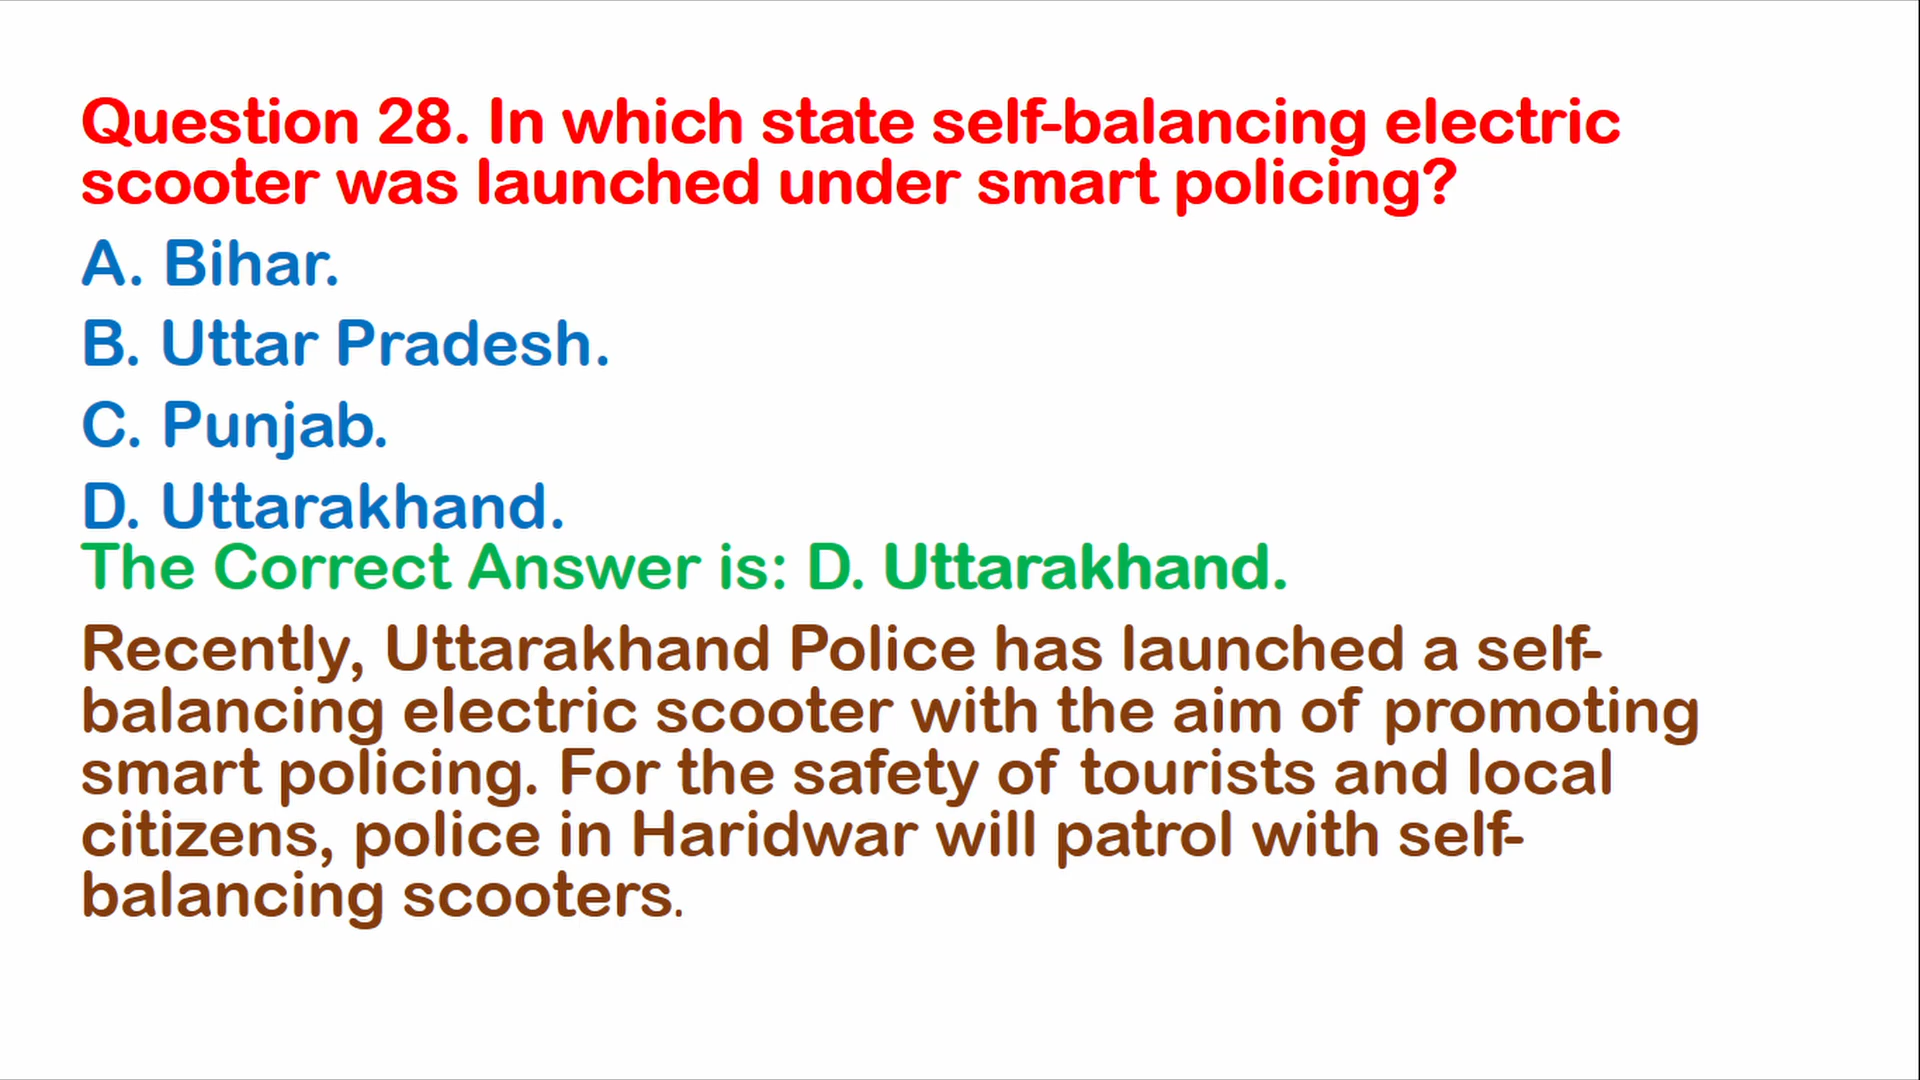 Question 28. In which state self-balancing electric
scooter was launched under smart policing?
A. Bihar.
B. Uttar Pradesh.
C. Punjab.
D. Uttarakhand.
The Correct Answer is: D. Uttarakhand.
Recently, Uttarakhand Police has launched a self-
balancing electric scooter with the aim of promoting
smart policing. For the safety of tourists and local
citizens, police in Haridwar will patrol with self-
balancing scooters.